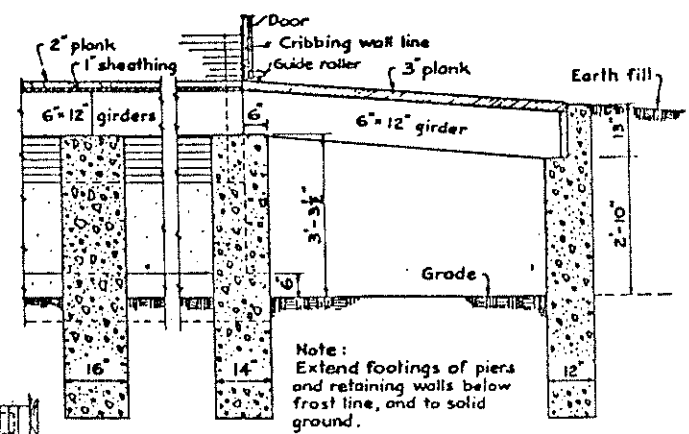 Door
2" plank
Cribbing wall line
1" sheathing
Guide roller
3" plank
Earth fill
6"=12" girders
6"
6"=12" girder
13"
3'-3½"
2'-10"
6"
Grade
16"
14"
12"
Note:
Extend footings of piers
and retaining walls below
frost line, and to solid
ground.